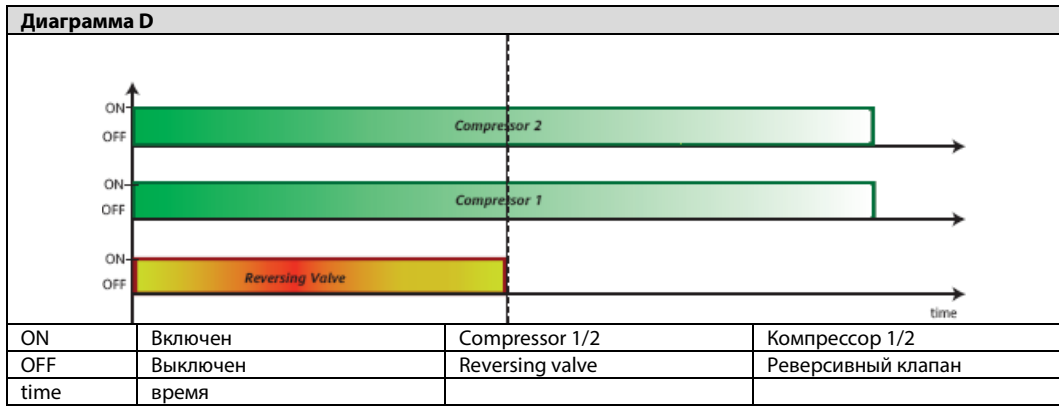 Диаграмма D
ON
OFF
Compressor 2
ON
OFF
Compressor 1
ON
OFF
Reversing Valve
time
ON Включен Compressor 1/2 Компрессор 1/2
OFF Выключен Reversing valve Реверсивный клапан
time время